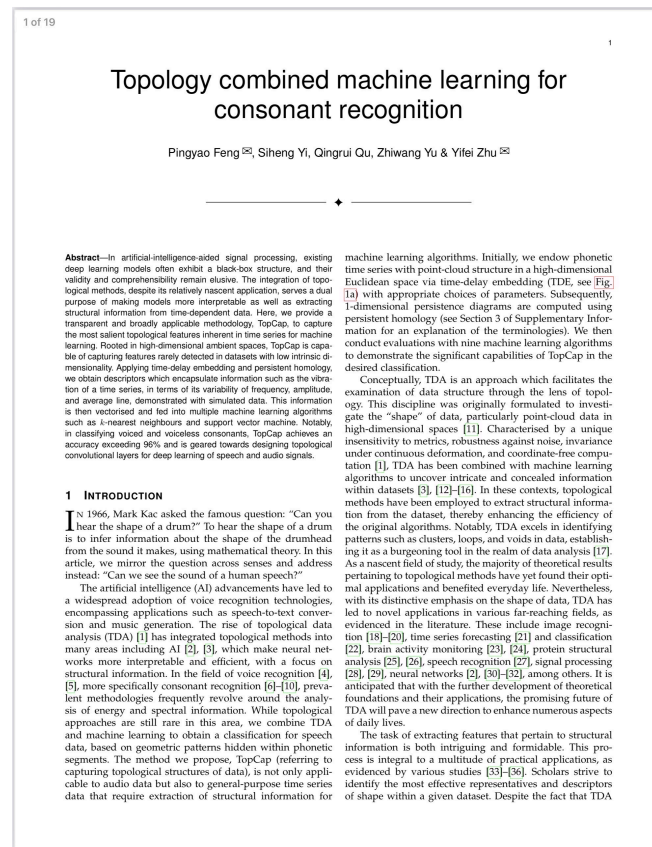 1 of 19
1
Topology combined machine learning for
consonant recognition
Pingyao Feng ✉, Siheng Yi, Qingrui Qu, Zhiwang Yu & Yifei Zhu ✉
Abstract—In artificial-intelligence-aided signal processing, existing
deep learning models often exhibit a black-box structure, and their
validity and comprehensibility remain elusive. The integration of topo-
logical methods, despite its relatively nascent application, serves a dual
purpose of making models more interpretable as well as extracting
structural information from time-dependent data. Here, we provide a
transparent and broadly applicable methodology, TopCap, to capture
the most salient topological features inherent in time series for machine
learning. Rooted in high-dimensional ambient spaces, TopCap is capa-
ble of capturing features rarely detected in datasets with low intrinsic di-
mensionality. Applying time-delay embedding and persistent homology,
we obtain descriptors which encapsulate information such as the vibra-
tion of a time series, in terms of its variability of frequency, amplitude,
and average line, demonstrated with simulated data. This information
is then vectorised and fed into multiple machine learning algorithms
such as k-nearest neighbours and support vector machine. Notably,
in classifying voiced and voiceless consonants, TopCap achieves an
accuracy exceeding 96% and is geared towards designing topological
convolutional layers for deep learning of speech and audio signals.
1 INTRODUCTION
IN 1966, Mark Kac asked the famous question: "Can you
hear the shape of a drum?" To hear the shape of a drum
is to infer information about the shape of the drumhead
from the sound it makes, using mathematical theory. In this
article, we mirror the question across senses and address
instead: "Can we see the sound of a human speech?"
The artificial intelligence (AI) advancements have led to
a widespread adoption of voice recognition technologies,
encompassing applications such as speech-to-text conver-
sion and music generation. The rise of topological data
analysis (TDA) [1] has integrated topological methods into
many areas including AI [2], [3], which make neural net-
works more interpretable and efficient, with a focus on
structural information. In the field of voice recognition [4],
[5], more specifically consonant recognition [6]–[10], preva-
lent methodologies frequently revolve around the analy-
sis of energy and spectral information. While topological
approaches are still rare in this area, we combine TDA
and machine learning to obtain a classification for speech
data, based on geometric patterns hidden within phonetic
segments. The method we propose, TopCap (referring to
capturing topological structures of data), is not only appli-
cable to audio data but also to general-purpose time series
data that require extraction of structural information for
machine learning algorithms. Initially, we endow phonetic
time series with point-cloud structure in a high-dimensional
Euclidean space via time-delay embedding (TDE, see Fig.
1a) with appropriate choices of parameters. Subsequently,
1-dimensional persistence diagrams are computed using
persistent homology (see Section 3 of Supplementary Infor-
mation for an explanation of the terminologies). We then
conduct evaluations with nine machine learning algorithms
to demonstrate the significant capabilities of TopCap in the
desired classification.
Conceptually, TDA is an approach which facilitates the
examination of data structure through the lens of topol-
ogy. This discipline was originally formulated to investi-
gate the "shape" of data, particularly point-cloud data in
high-dimensional spaces [11]. Characterised by a unique
insensitivity to metrics, robustness against noise, invariance
under continuous deformation, and coordinate-free compu-
tation [1], TDA has been combined with machine learning
algorithms to uncover intricate and concealed information
within datasets [3], [12]–[16]. In these contexts, topological
methods have been employed to extract structural informa-
tion from the dataset, thereby enhancing the efficiency of
the original algorithms. Notably, TDA excels in identifying
patterns such as clusters, loops, and voids in data, establish-
ing it as a burgeoning tool in the realm of data analysis [17].
As a nascent field of study, the majority of theoretical results
pertaining to topological methods have yet found their opti-
mal applications and benefited everyday life. Nevertheless,
with its distinctive emphasis on the shape of data, TDA has
led to novel applications in various far-reaching fields, as
evidenced in the literature. These include image recogni-
tion [18]–[20], time series forecasting [21] and classification
[22], brain activity monitoring [23], [24], protein structural
analysis [25], [26], speech recognition [27], signal processing
[28], [29], neural networks [2], [30]–[32], among others. It is
anticipated that with the further development of theoretical
foundations and their applications, the promising future of
TDA will pave a new direction to enhance numerous aspects
of daily lives.
The task of extracting features that pertain to structural
information is both intriguing and formidable. This pro-
cess is integral to a multitude of practical applications, as
evidenced by various studies [33]–[36]. Scholars strive to
identify the most effective representatives and descriptors
of shape within a given dataset. Despite the fact that TDA